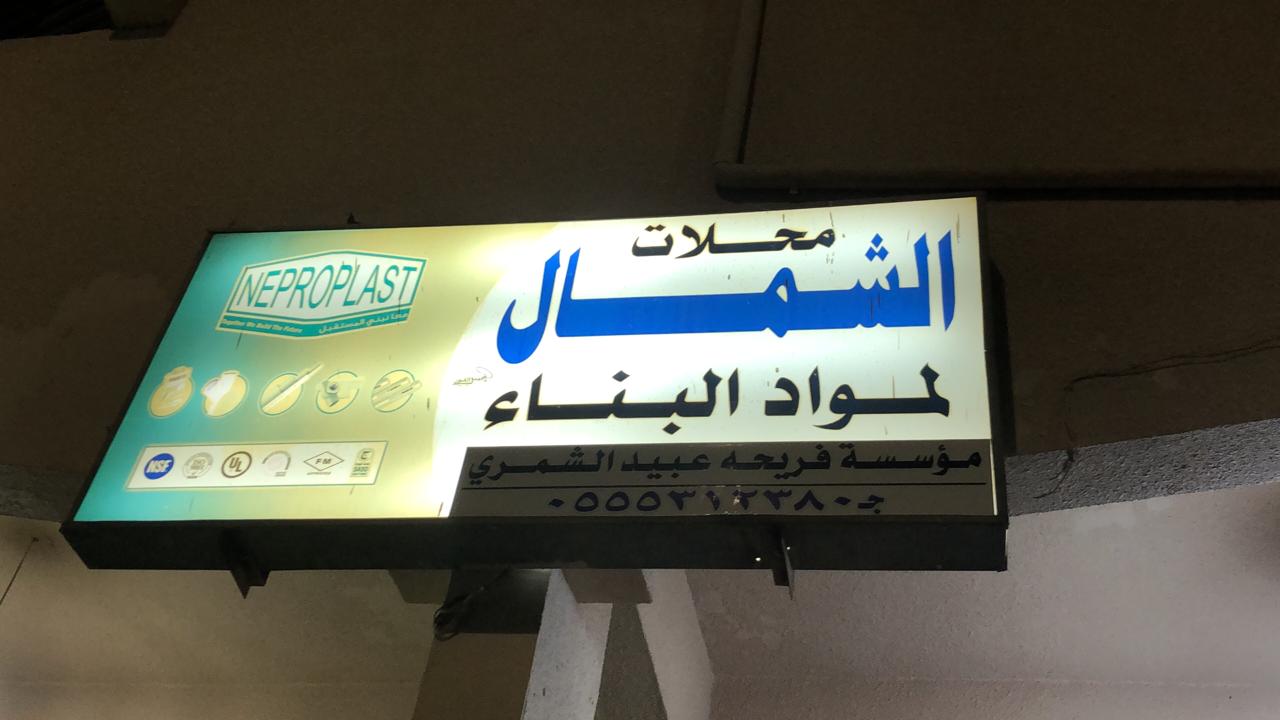 محلات
الشمال
لمواد البناء
مؤسسة فريحه عبيد الشمري
ج ٠٥٥٥٣١٢٣٨٠
NEPROPLAST
Together We Build The Future معا نبني المستقبل
NSF UL FM SASO